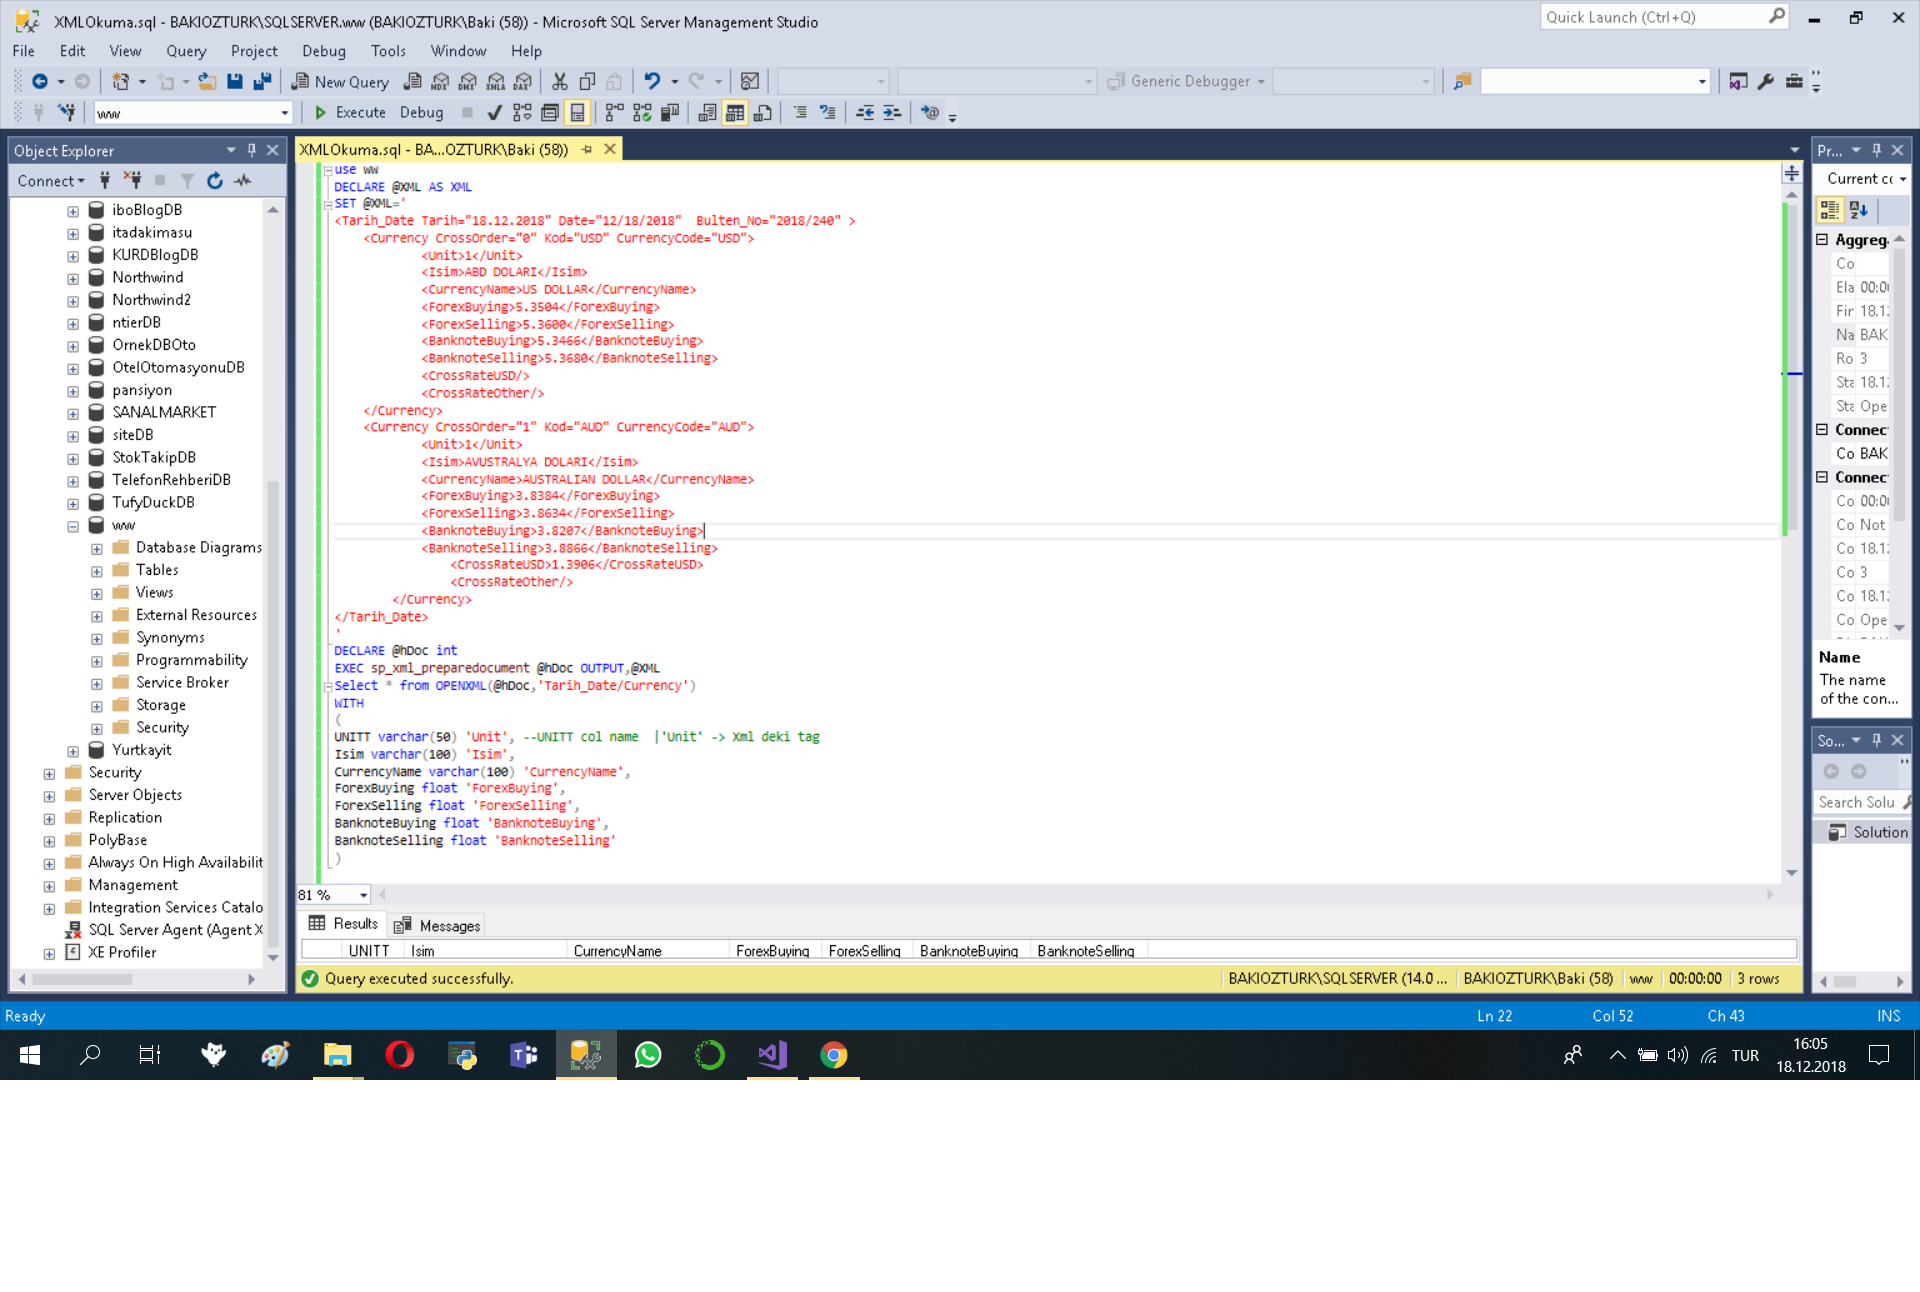 XMLOkuma.sql - BAKIOZTURK\SQLSERVER.ww (BAKIOZTURK\Baki (58)) - Microsoft SQL Server Management Studio
Quick Launch (Ctrl+Q)
File Edit View Query Project Debug Tools Window Help
New Query MDX DMX XMLA DAX Generic Debugger
ww Execute Debug
Object Explorer
Connect
iboBlogDB
itadakimasu
KURDBlogDB
Northwind
Northwind2
ntierDB
OrnekDBOto
OtelOtomasyonuDB
pansiyon
SANALMARKET
siteDB
StokTakipDB
TelefonRehberiDB
TufyDuckDB
ww
Database Diagrams
Tables
Views
External Resources
Synonyms
Programmability
Service Broker
Storage
Security
Yurtkayit
Security
Server Objects
Replication
PolyBase
Always On High Availabilit
Management
Integration Services Catalo
SQL Server Agent (Agent X
XE Profiler
XMLOkuma.sql - BA...OZTURK\Baki (58))
use ww
DECLARE @XML AS XML
SET @XML='
<Tarih_Date Tarih="18.12.2018" Date="12/18/2018"  Bulten_No="2018/240" >
<Currency CrossOrder="0" Kod="USD" CurrencyCode="USD">
<Unit>1</Unit>
<Isim>ABD DOLARI</Isim>
<CurrencyName>US DOLLAR</CurrencyName>
<ForexBuying>5.3504</ForexBuying>
<ForexSelling>5.3600</ForexSelling>
<BanknoteBuying>5.3466</BanknoteBuying>
<BanknoteSelling>5.3680</BanknoteSelling>
<CrossRateUSD/>
<CrossRateOther/>
</Currency>
<Currency CrossOrder="1" Kod="AUD" CurrencyCode="AUD">
<Unit>1</Unit>
<Isim>AVUSTRALYA DOLARI</Isim>
<CurrencyName>AUSTRALIAN DOLLAR</CurrencyName>
<ForexBuying>3.8384</ForexBuying>
<ForexSelling>3.8634</ForexSelling>
<BanknoteBuying>3.8207</BanknoteBuying>
<BanknoteSelling>3.8866</BanknoteSelling>
<CrossRateUSD>1.3906</CrossRateUSD>
<CrossRateOther/>
</Currency>
</Tarih_Date>
'
DECLARE @hDoc int
EXEC sp_xml_preparedocument @hDoc OUTPUT,@XML
Select * from OPENXML(@hDoc,'Tarih_Date/Currency')
WITH
(
UNITT varchar(50) 'Unit', --UNITT col name  |'Unit' -> Xml deki tag
Isim varchar(100) 'Isim',
CurrencyName varchar(100) 'CurrencyName',
ForexBuying float 'ForexBuying',
ForexSelling float 'ForexSelling',
BanknoteBuying float 'BanknoteBuying',
BanknoteSelling float 'BanknoteSelling'
)
81 %
Results Messages
UNITT Isim CurrencyName ForexBuying ForexSelling BanknoteBuying BanknoteSelling
Query executed successfully. BAKIOZTURK\SQLSERVER (14.0 ... BAKIOZTURK\Baki (58) ww 00:00:00 3 rows
Pr...
Current cc
Aggreg
Co
Ela 00:00
Fir 18.1
Na BAK
Ro 3
Sta 18.1
Sta Ope
Connec
Co BAK
Connec
Co 00:00
Co Not
Co 18.1
Co 3
Co 18.1
Co Ope
Name
The name
of the con...
So...
Search Solu
Solution
Ready Ln 22 Col 52 Ch 43 INS
TUR
16:05
18.12.2018